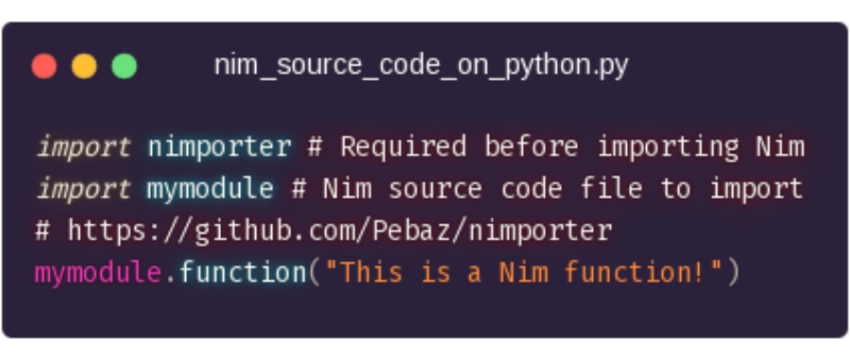 nim_source_code_on_python.py
import nimporter # Required before importing Nim
import mymodule # Nim source code file to import
# https://github.com/Pebaz/nimporter
mymodule.function("This is a Nim function!")